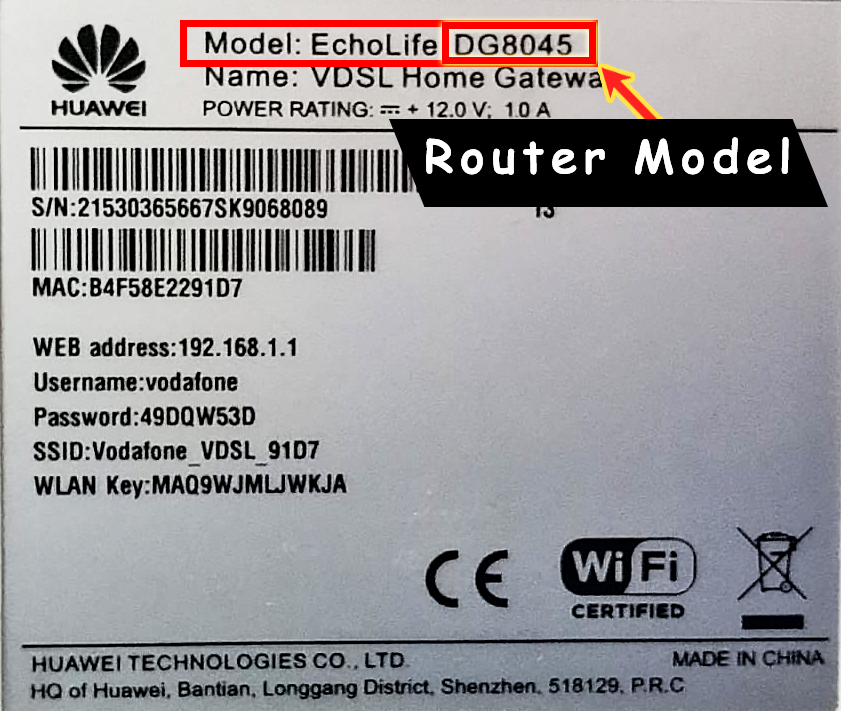 Model: EchoLife DG8045
Name: VDSL Home Gatewa
HUAWEI
POWER RATING: ⎓ + 12.0 V; 1.0 A
Router Model
S/N:21530365667SK9068089
MAC:B4F58E2291D7
WEB address:192.168.1.1
Username:vodafone
Password:49DQW53D
SSID:Vodafone_VDSL_91D7
WLAN Key:MAQ9WJMLJWKJA
CE
Wi Fi
CERTIFIED
HUAWEI TECHNOLOGIES CO., LTD.
MADE IN CHINA
HQ of Huawei, Bantian, Longgang District, Shenzhen, 518129, P.R.C